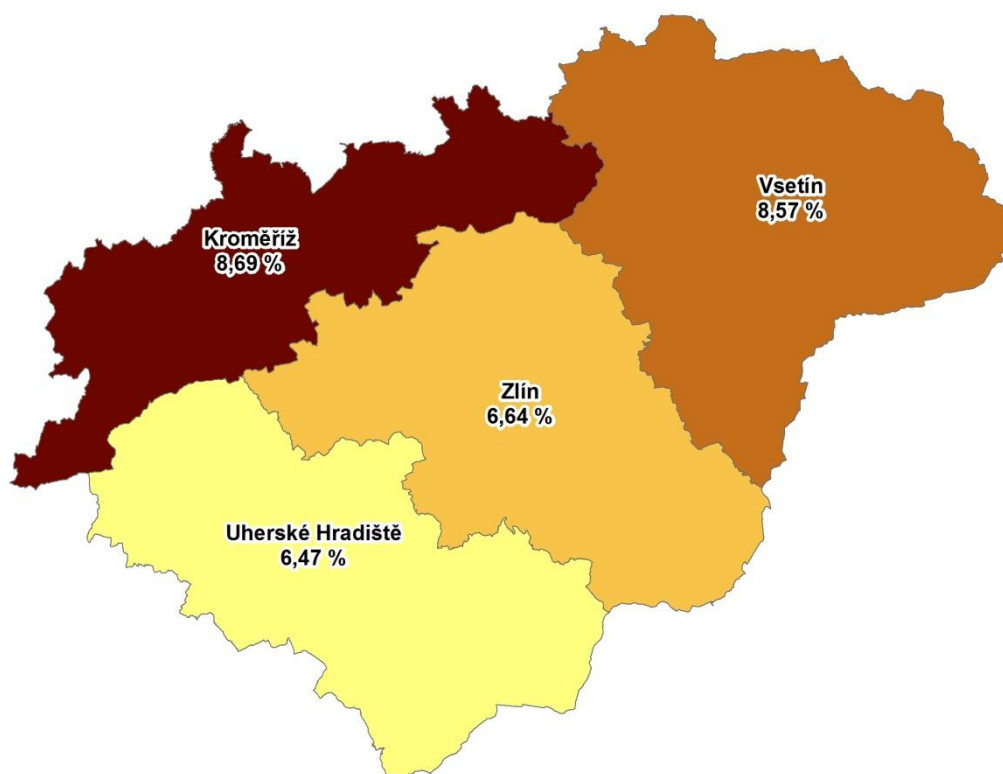 Vsetín
8,57 %
Kroměříž
8,69 %
Zlín
6,64 %
Uherské Hradiště
6,47 %